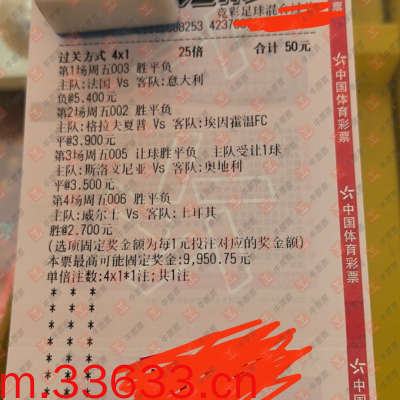 竞彩足球混合过关
过关方式 4x1 25倍 合计 50元
第1场周五003 胜平负
主队:法国 Vs 客队:意大利
负@5.400元
第2场周五002 胜平负
主队:格拉夫夏普 Vs 客队:埃因霍温FC
平@3.900元
第3场周五005 让球胜平负 主队受让1球
主队:斯洛文尼亚 Vs 客队:奥地利
平@3.500元
第4场周五006 胜平负
主队:威尔士 Vs 客队:土耳其
胜@2.700元
(选项固定奖金额为每1元投注对应的奖金额)
本票最高可能固定奖金:9,950.75元
单倍注数:4x1*1注;共1注
* * *
* * *
* * *
* * *
* * *
中国体育彩票
中国体育彩票
中国体育彩票
m.33633.cn